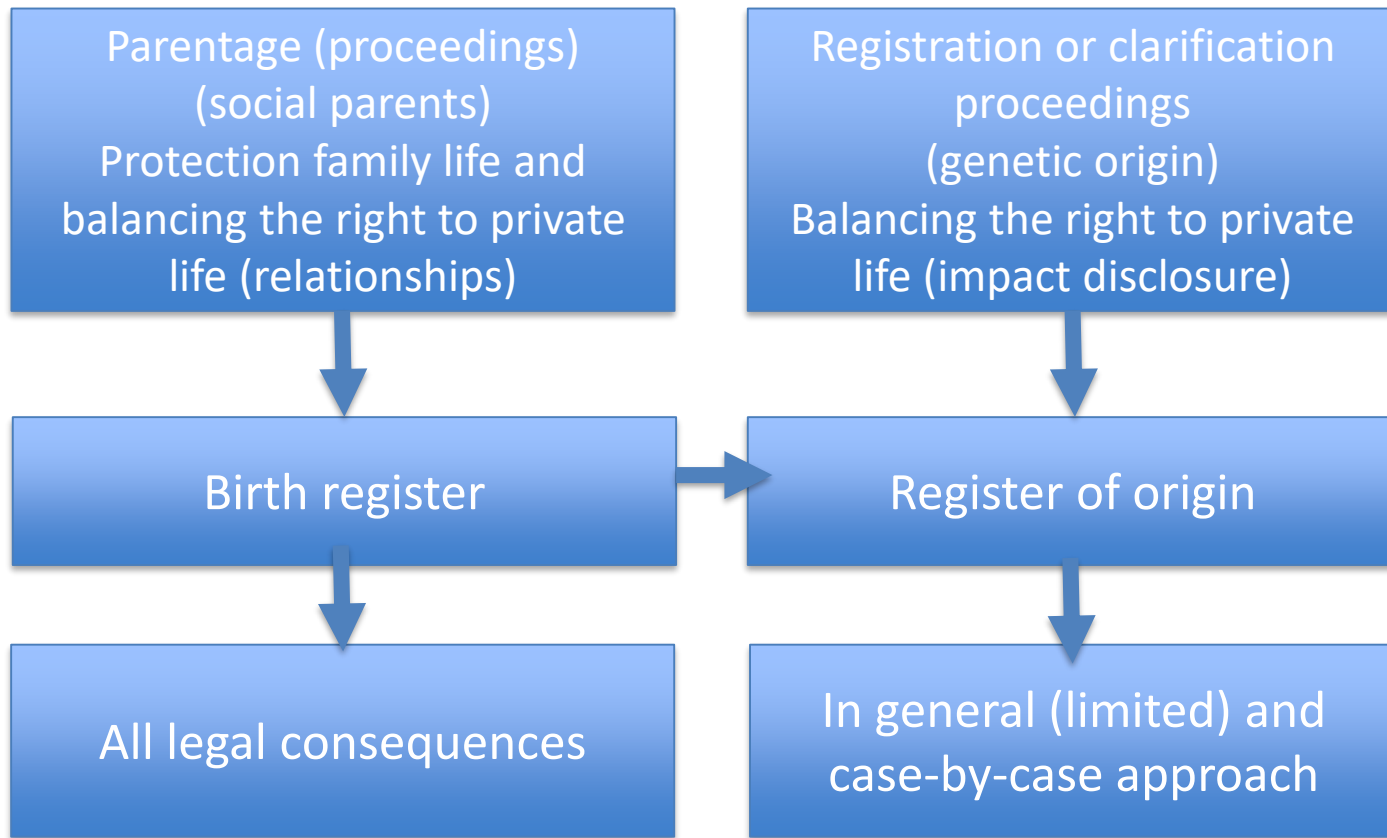 Parentage (proceedings)
(social parents)
Protection family life and
balancing the right to private
life (relationships)
Registration or clarification
proceedings
(genetic origin)
Balancing the right to private
life (impact disclosure)
Birth register
Register of origin
All legal consequences
In general (limited) and
case-by-case approach